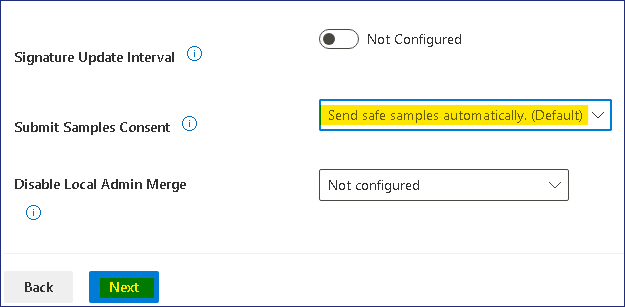 Signature Update Interval
Not Configured
Submit Samples Consent
Send safe samples automatically. (Default)
Disable Local Admin Merge
Not configured
Back
Next